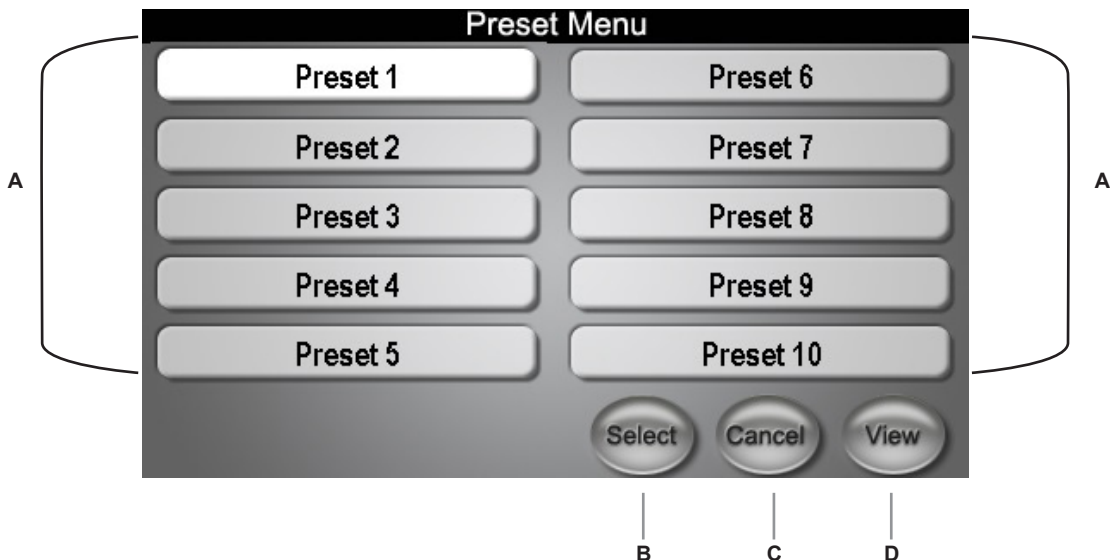 Preset Menu
Preset 1
Preset 2
Preset 3
Preset 4
Preset 5
Preset 6
Preset 7
Preset 8
Preset 9
Preset 10
Select Cancel View
A
A
B C D